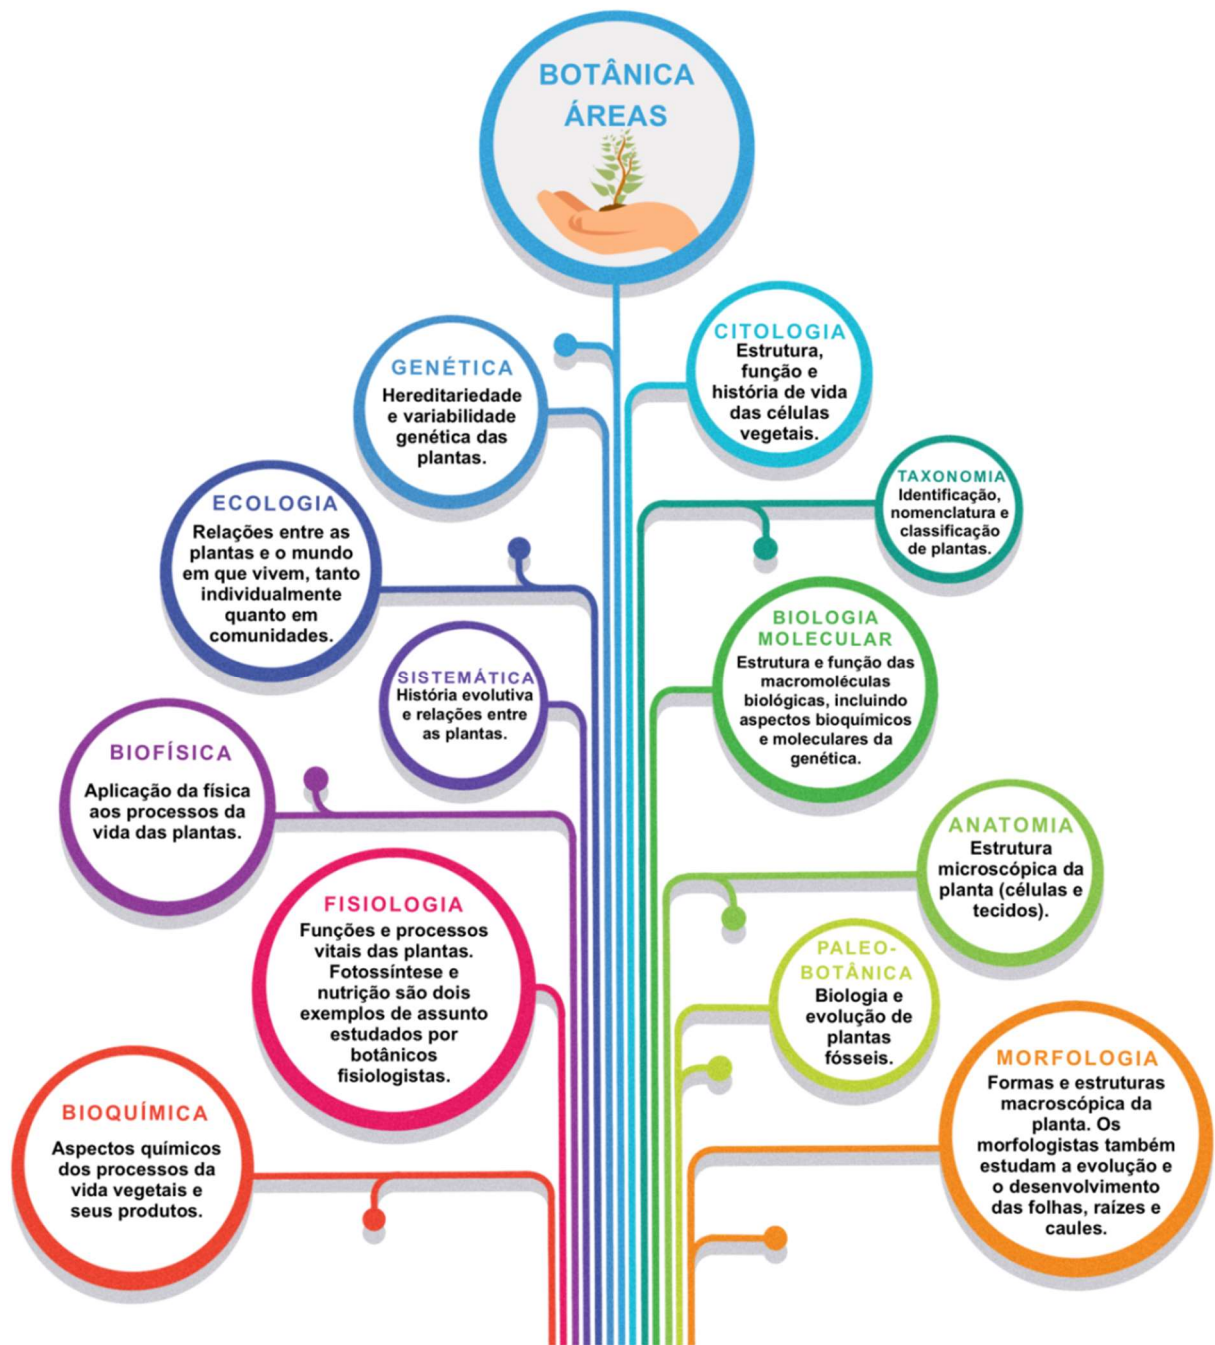 BOTÂNICA
ÁREAS
GENÉTICA
Hereditariedade
e variabilidade
genética das
plantas.
CITOLOGIA
Estrutura,
função e
história de vida
das células
vegetais.
ECOLOGIA
Relações entre as
plantas e o mundo
em que vivem, tanto
individualmente
quanto em
comunidades.
TAXONOMIA
Identificação,
nomenclatura e
classificação
de plantas.
SISTEMÁTICA
História evolutiva
e relações entre
as plantas.
BIOLOGIA
MOLECULAR
Estrutura e função das
macromoléculas
biológicas, incluindo
aspectos bioquímicos
e moleculares da
genética.
BIOFÍSICA
Aplicação da física
aos processos da
vida das plantas.
ANATOMIA
Estrutura
microscópica da
planta (células e
tecidos).
FISIOLOGIA
Funções e processos
vitais das plantas.
Fotossíntese e
nutrição são dois
exemplos de assunto
estudados por
botânicos
fisiologistas.
PALEO-
BOTÂNICA
Biologia e
evolução de
plantas
fósseis.
BIOQUÍMICA
Aspectos químicos
dos processos da
vida vegetais e
seus produtos.
MORFOLOGIA
Formas e estruturas
macroscópica da
planta. Os
morfologistas também
estudam a evolução e
o desenvolvimento
das folhas, raízes e
caules.